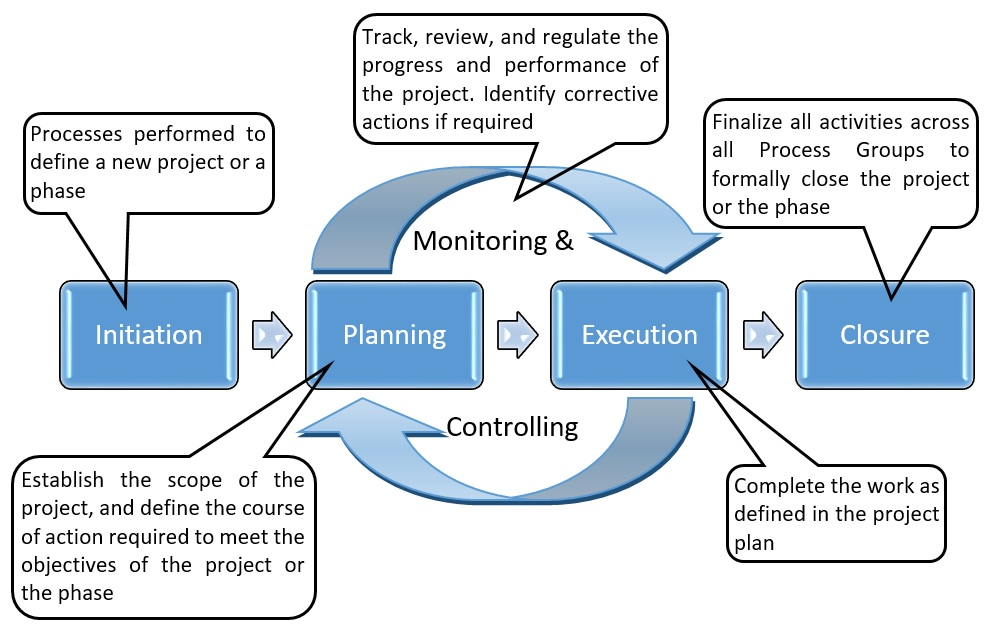 Track, review, and regulate the
progress and performance of
the project. Identify corrective
actions if required
Processes performed to
define a new project or a
phase
Finalize all activities across
all Process Groups to
formally close the project
or the phase
Monitoring &
Initiation
Planning
Execution
Closure
Controlling
Establish the scope of the
project, and define the course
of action required to meet the
objectives of the project or
the phase
Complete the work as
defined in the project
plan